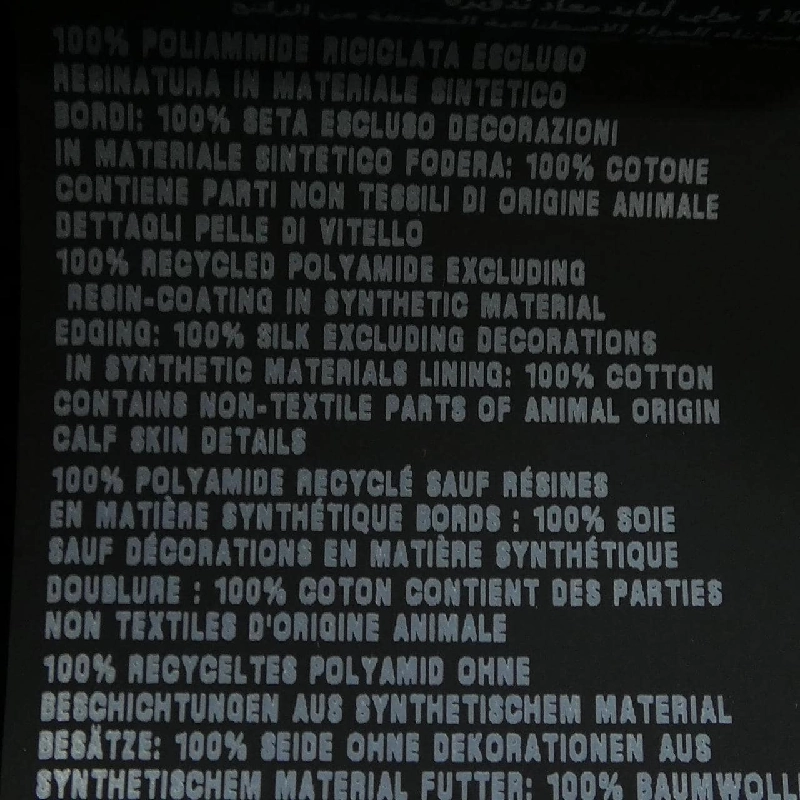 100% POLIAMMIDE RICICLATA ESCLUSO
RESINATURA IN MATERIALE SINTETICO
BORDI: 100% SETA ESCLUSO DECORAZIONI
IN MATERIALE SINTETICO FODERA: 100% COTONE
CONTIENE PARTI NON TESSILI DI ORIGINE ANIMALE
DETTAGLI PELLE DI VITELLO
100% RECYCLED POLYAMIDE EXCLUDING
RESIN-COATING IN SYNTHETIC MATERIAL
EDGING: 100% SILK EXCLUDING DECORATIONS
IN SYNTHETIC MATERIALS LINING: 100% COTTON
CONTAINS NON-TEXTILE PARTS OF ANIMAL ORIGIN
CALF SKIN DETAILS
100% POLYAMIDE RECYCLÉ SAUF RÉSINES
EN MATIÈRE SYNTHÉTIQUE BORDS : 100% SOIE
SAUF DÉCORATIONS EN MATIÈRE SYNTHÉTIQUE
DOUBLURE : 100% COTON CONTIENT DES PARTIES
NON TEXTILES D'ORIGINE ANIMALE
100% RECYCELTES POLYAMID OHNE
BESCHICHTUNGEN AUS SYNTHETISCHEM MATERIAL
BESÄTZE: 100% SEIDE OHNE DEKORATIONEN AUS
SYNTHETISCHEM MATERIAL FUTTER: 100% BAUMWOLL